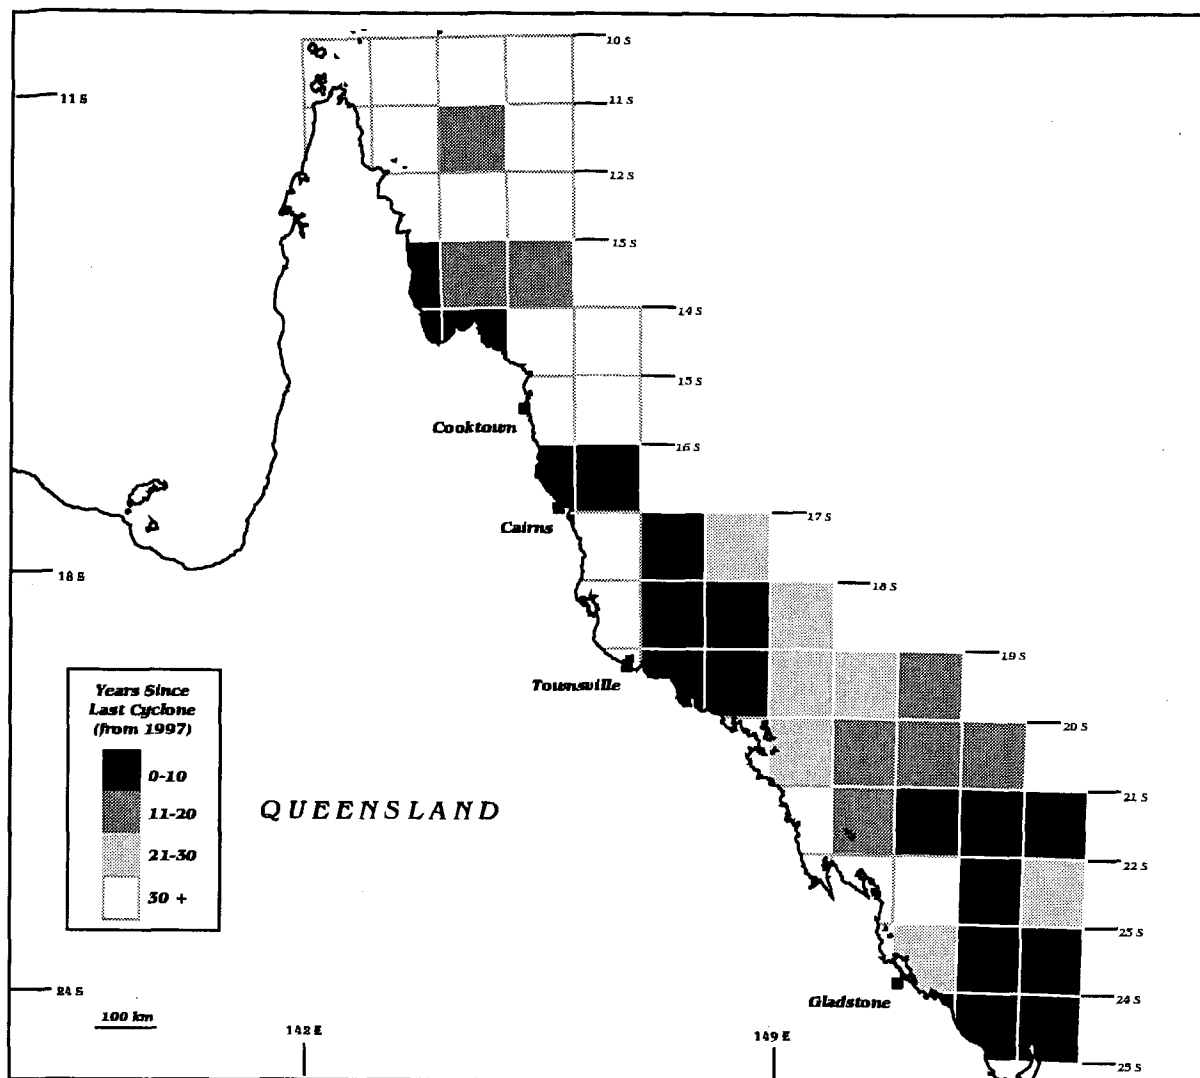 10 S
11 S
11 S
12 S
13 S
14 S
15 S
Cooktown
16 S
Cairns
17 S
18 S
18 S
Townsville
19 S
Years Since
Last Cyclone
(from 1997)
0-10
11-20
21-30
30 +
20 S
QUEENSLAND
21 S
22 S
23 S
24 S
Gladstone
24 S
100 km
142 E
149 E
25 S